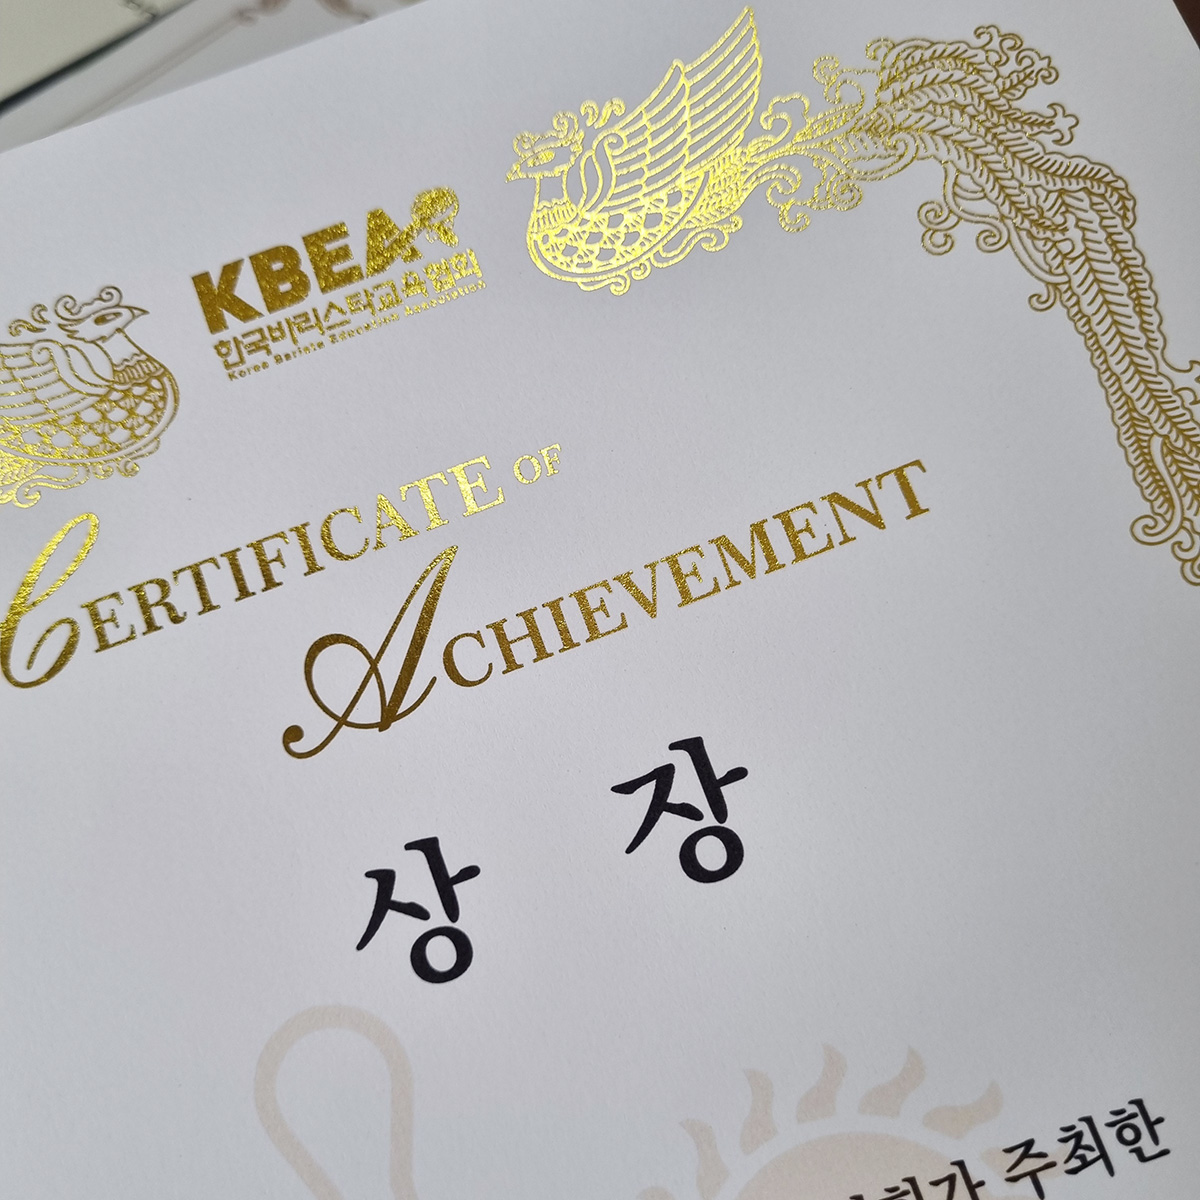 KBEA
한국바리스타교육협회
Korea Barista Education Association
CERTIFICATE OF
ACHIEVEMENT
상 장
주최한